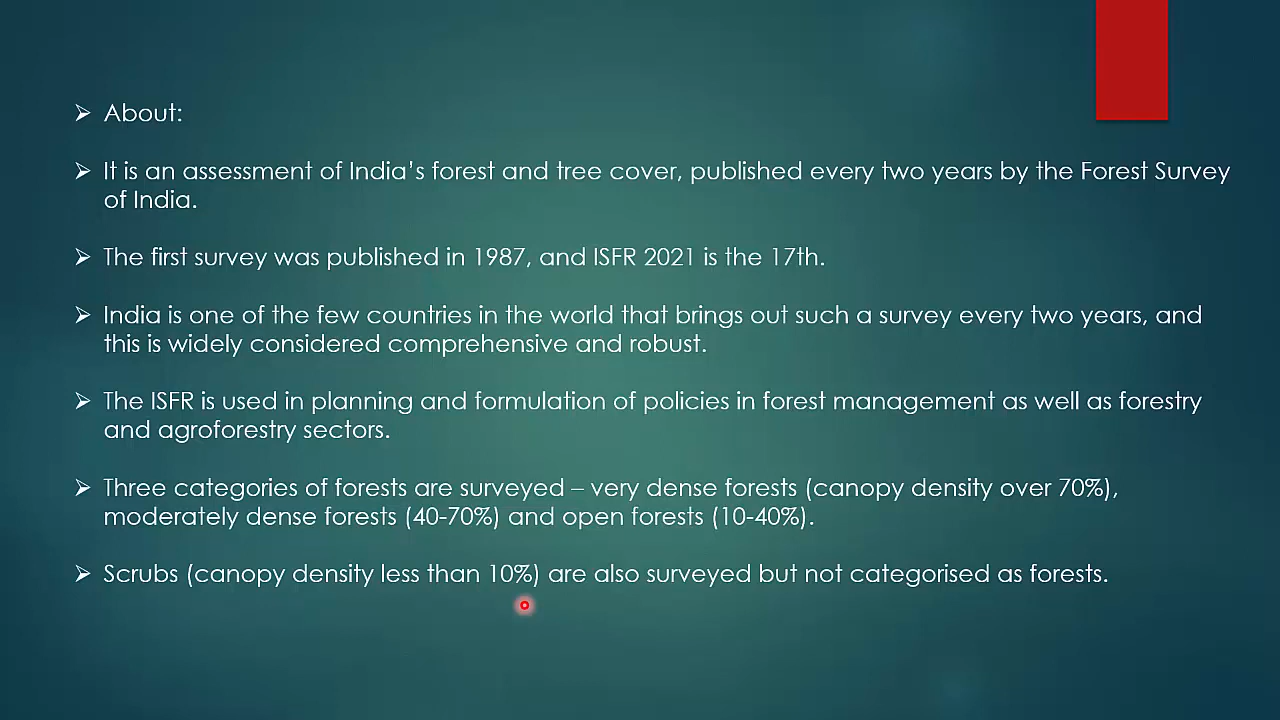 About:
It is an assessment of India's forest and tree cover, published every two years by the Forest Survey
of India.
The first survey was published in 1987, and ISFR 2021 is the 17th.
India is one of the few countries in the world that brings out such a survey every two years, and
this is widely considered comprehensive and robust.
The ISFR is used in planning and formulation of policies in forest management as well as forestry
and agroforestry sectors.
Three categories of forests are surveyed – very dense forests (canopy density over 70%),
moderately dense forests (40-70%) and open forests (10-40%).
Scrubs (canopy density less than 10%) are also surveyed but not categorised as forests.